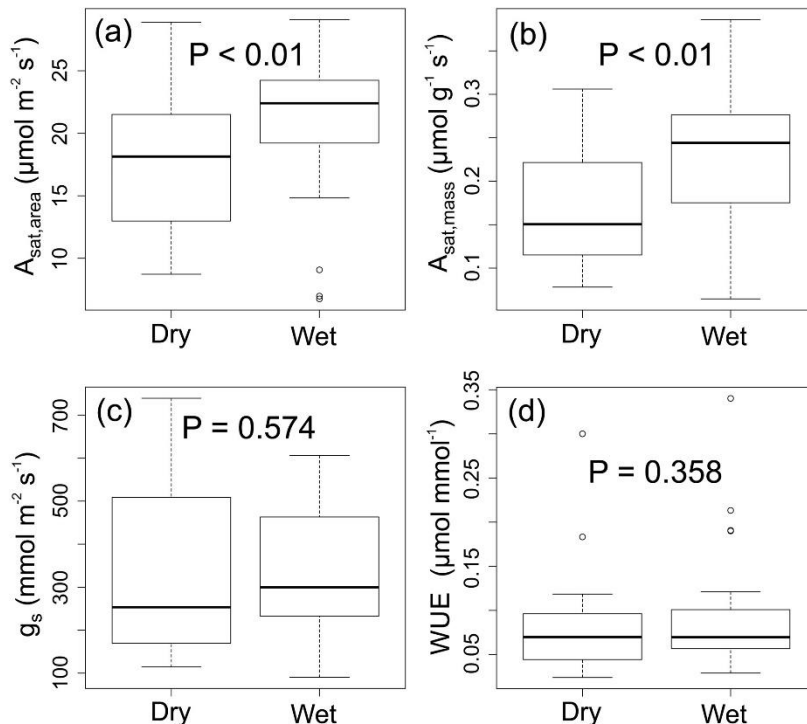 (a)
P < 0.01
A_sat,area (μmol m⁻² s⁻¹)
25
20
15
10
Dry
Wet
(b)
P < 0.01
A_sat,mass (μmol g⁻¹ s⁻¹)
0.3
0.2
0.1
Dry
Wet
(c)
P = 0.574
g_s (mmol m⁻² s⁻¹)
700
500
300
100
Dry
Wet
(d)
P = 0.358
WUE (μmol mmol⁻¹)
0.35
0.25
0.15
0.05
Dry
Wet